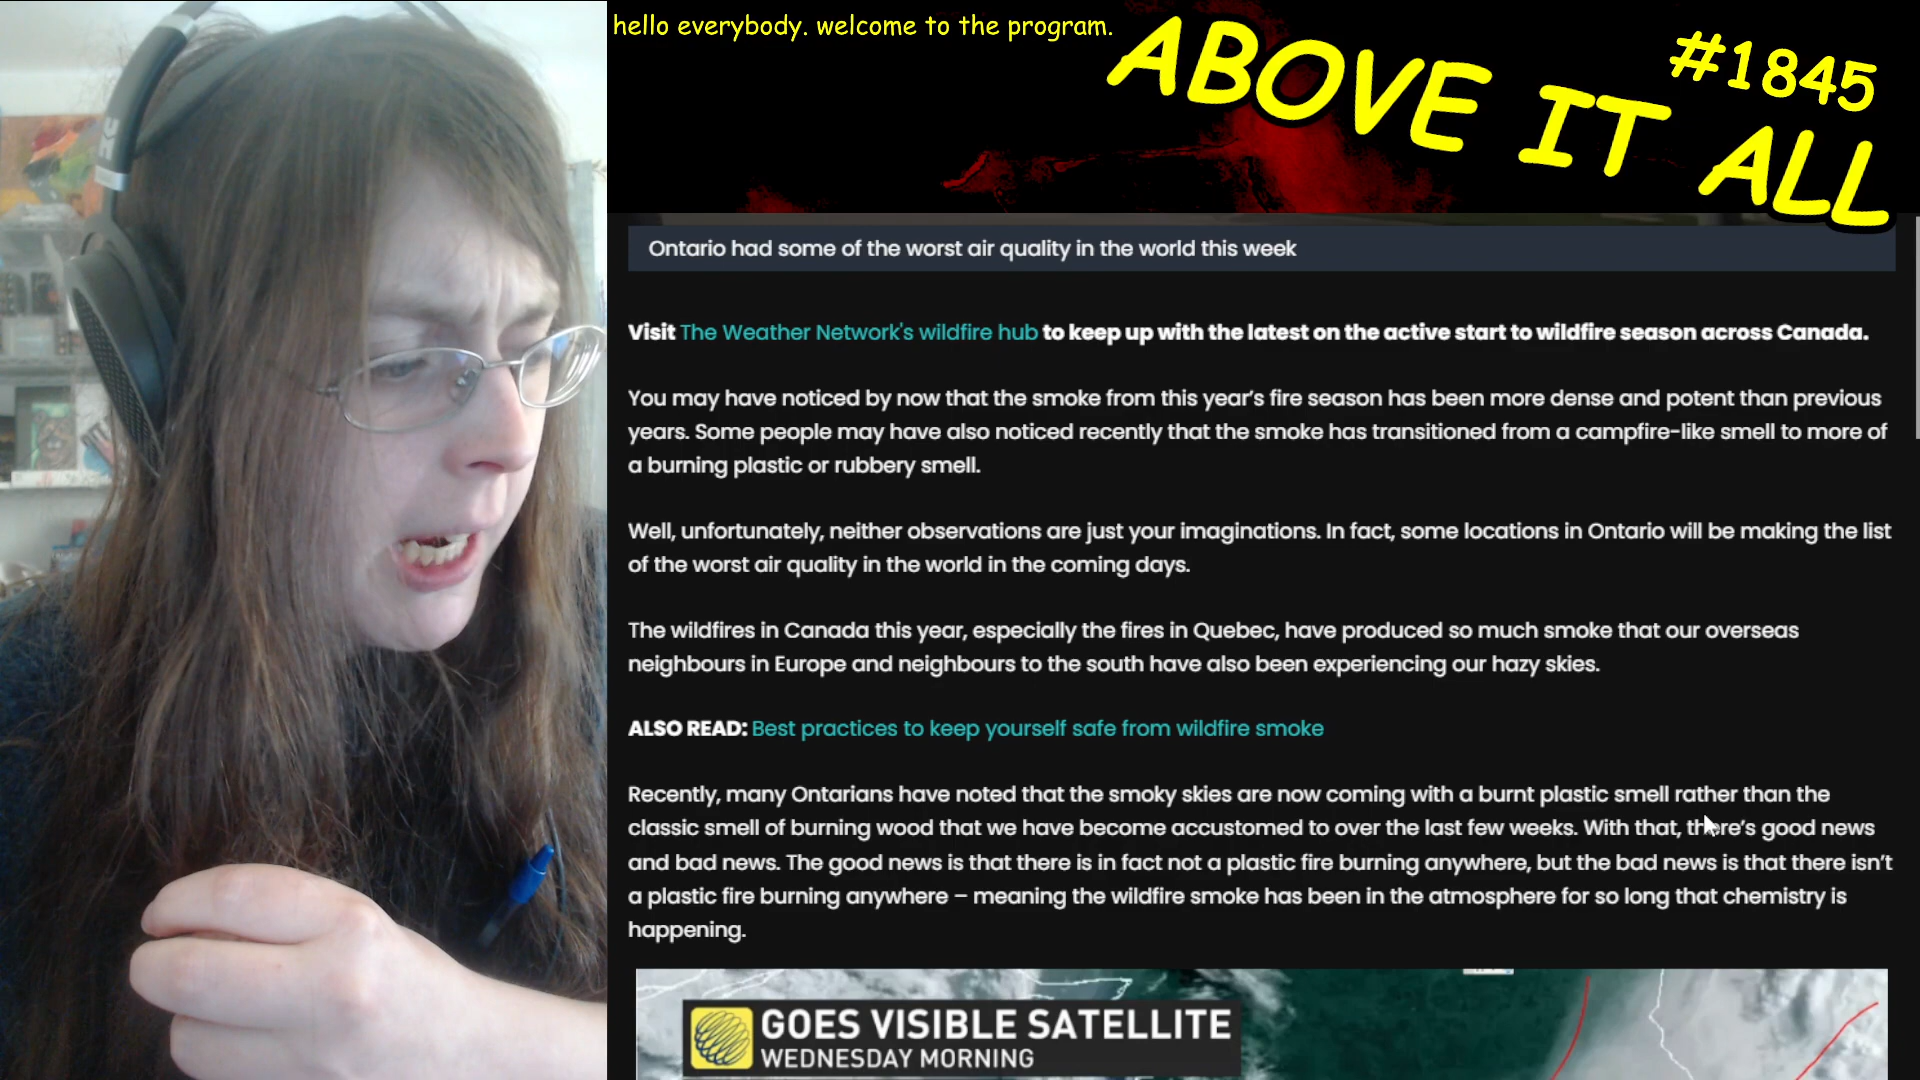 hello everybody. welcome to the program.
ABOVE IT ALL
#1845
Ontario had some of the worst air quality in the world this week
Visit The Weather Network's wildfire hub to keep up with the latest on the active start to wildfire season across Canada.
You may have noticed by now that the smoke from this year’s fire season has been more dense and potent than previous
years. Some people may have also noticed recently that the smoke has transitioned from a campfire-like smell to more of
a burning plastic or rubbery smell.
Well, unfortunately, neither observations are just your imaginations. In fact, some locations in Ontario will be making the list
of the worst air quality in the world in the coming days.
The wildfires in Canada this year, especially the fires in Quebec, have produced so much smoke that our overseas
neighbours in Europe and neighbours to the south have also been experiencing our hazy skies.
ALSO READ: Best practices to keep yourself safe from wildfire smoke
Recently, many Ontarians have noted that the smoky skies are now coming with a burnt plastic smell rather than the
classic smell of burning wood that we have become accustomed to over the last few weeks. With that, there’s good news
and bad news. The good news is that there is in fact not a plastic fire burning anywhere, but the bad news is that there isn’t
a plastic fire burning anywhere – meaning the wildfire smoke has been in the atmosphere for so long that chemistry is
happening.
GOES VISIBLE SATELLITE
WEDNESDAY MORNING